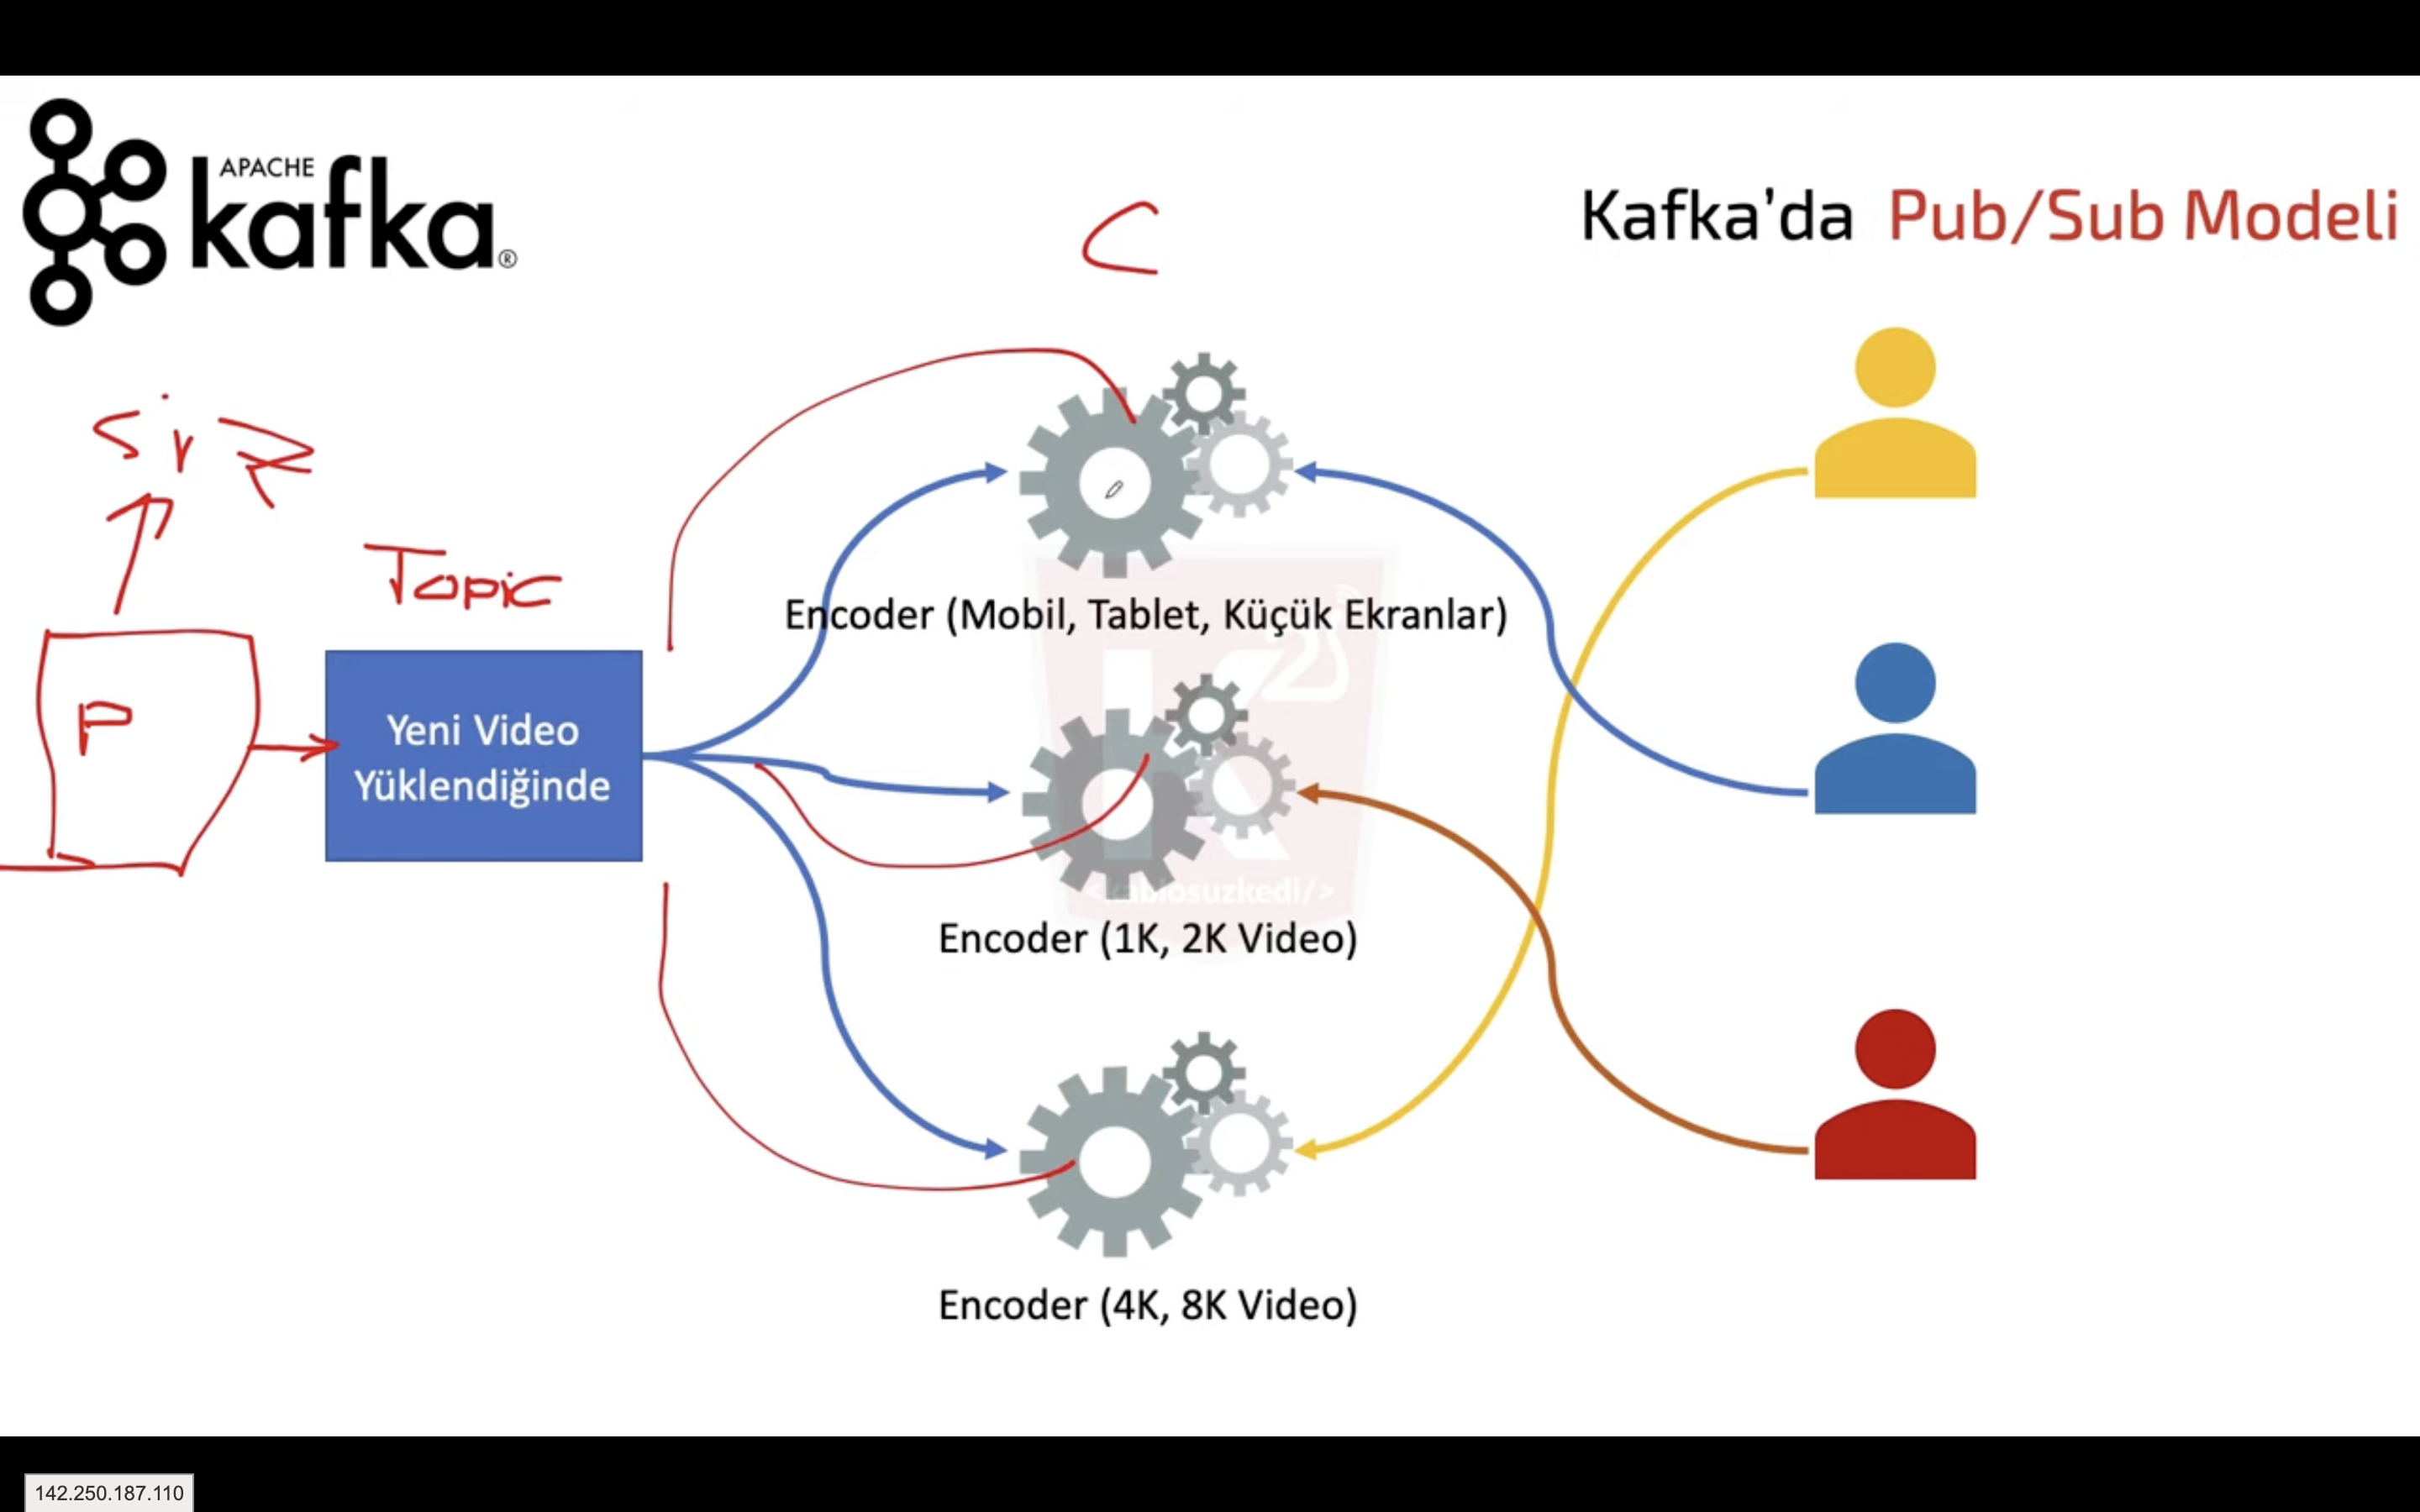 APACHE
kafka®
Kafka'da Pub/Sub Modeli
C
Topic
P
Yeni Video
Yüklendiğinde
Encoder (Mobil, Tablet, Küçük Ekranlar)
<kablosuzkedi/>
Encoder (1K, 2K Video)
Encoder (4K, 8K Video)
142.250.187.110